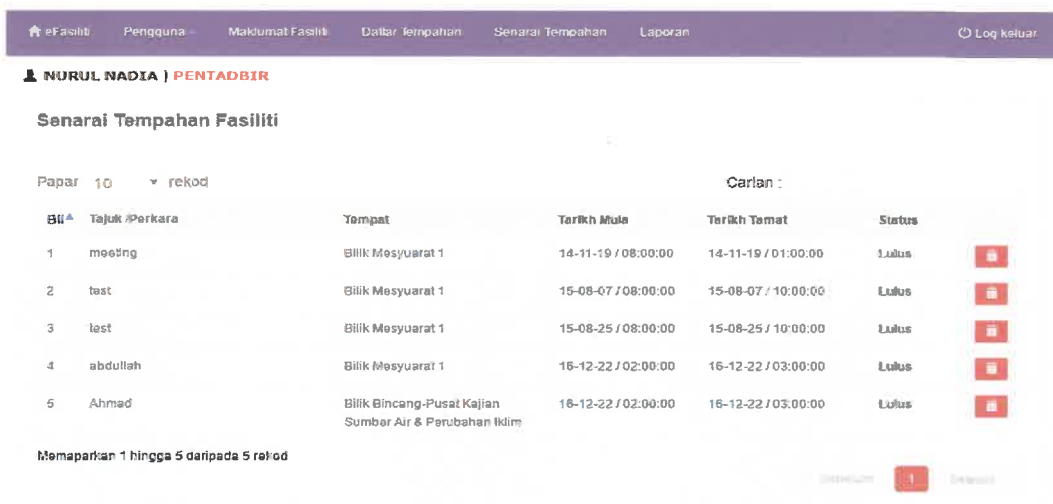 eFasiliti Pengguna Maklumat Fasiliti Daftar Tempahan Senarai Tempahan Laporan Log keluar
NURUL NADIA ) PENTADBIR
Senarai Tempahan Fasiliti
Papar 10 rekod Carian :
Bil Tajuk /Perkara Tempat Tarikh Mula Tarikh Tamat Status
1 meeting Bilik Mesyuarat 1 14-11-19 / 08:00:00 14-11-19 / 01:00:00 Lulus
2 test Bilik Mesyuarat 1 15-08-07 / 08:00:00 15-08-07 / 10:00:00 Lulus
3 test Bilik Mesyuarat 1 15-08-25 / 08:00:00 15-08-25 / 10:00:00 Lulus
4 abdullah Bilik Mesyuarat 1 16-12-22 / 02:00:00 16-12-22 / 03:00:00 Lulus
5 Ahmad Bilik Bincang-Pusat Kajian 16-12-22 / 02:00:00 16-12-22 / 03:00:00 Lulus
Sumber Air & Perubahan Iklim
Memaparkan 1 hingga 5 daripada 5 rekod
1